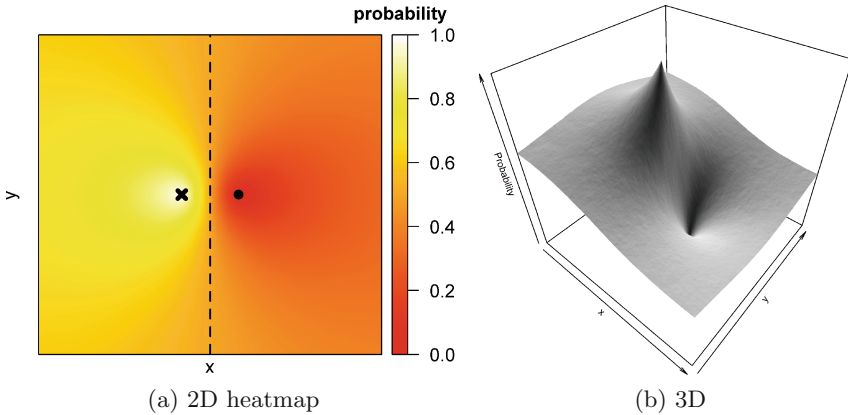 probability
1.0
0.8
0.6
0.4
0.2
0.0
y
x
(a) 2D heatmap
Probability
x
y
(b) 3D